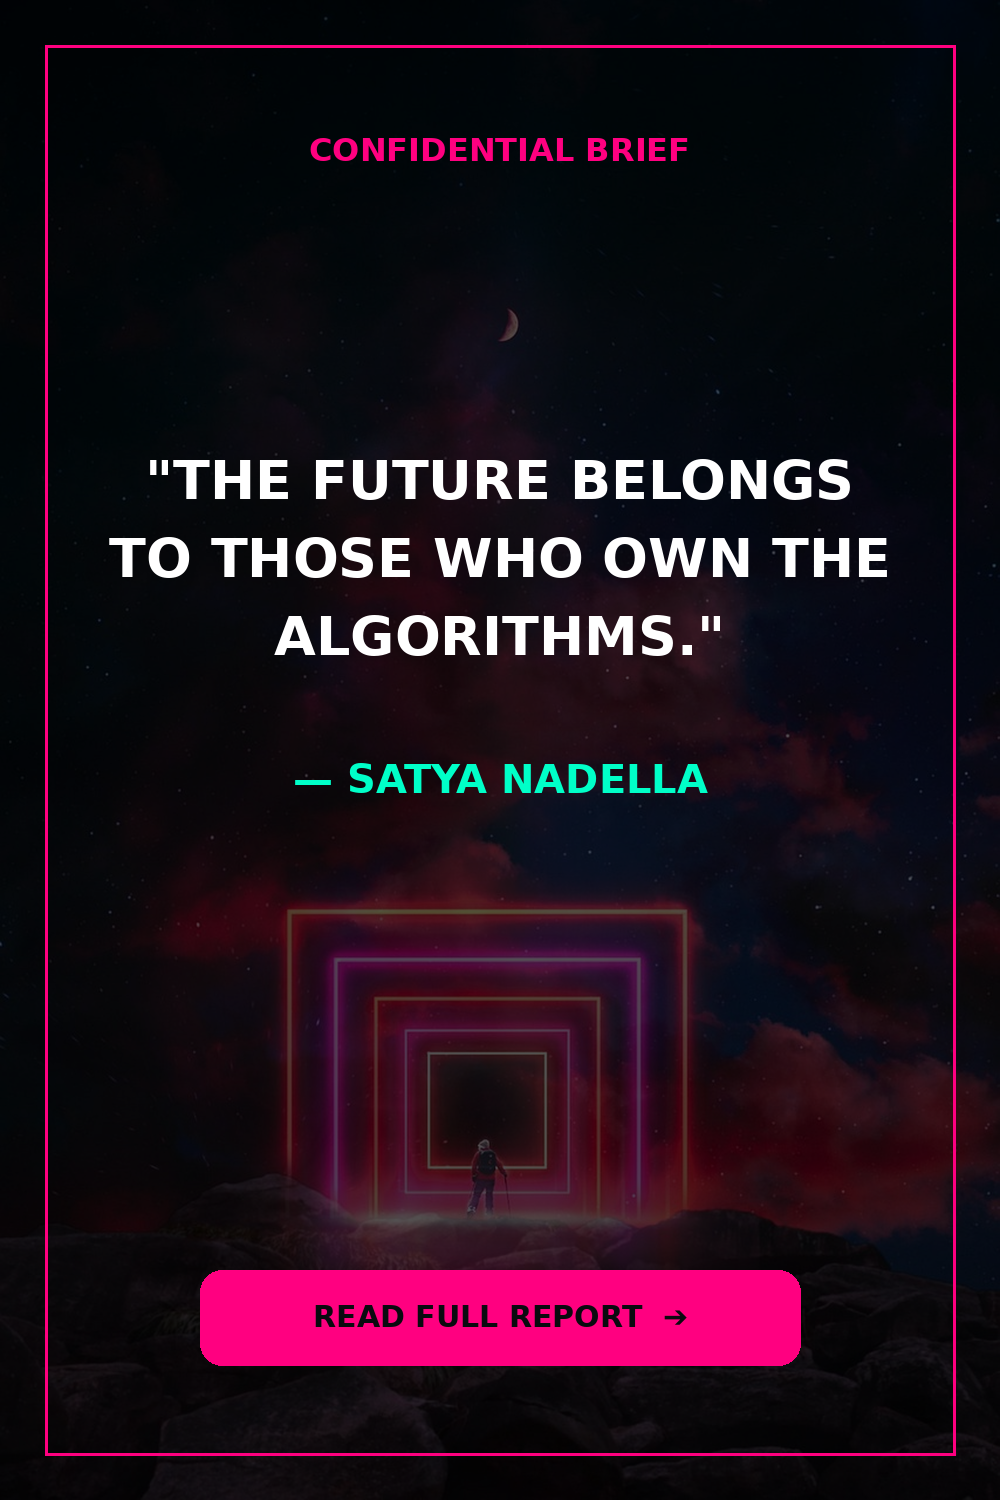 CONFIDENTIAL BRIEF
"THE FUTURE BELONGS
TO THOSE WHO OWN THE
ALGORITHMS."
— SATYA NADELLA
READ FULL REPORT ➔